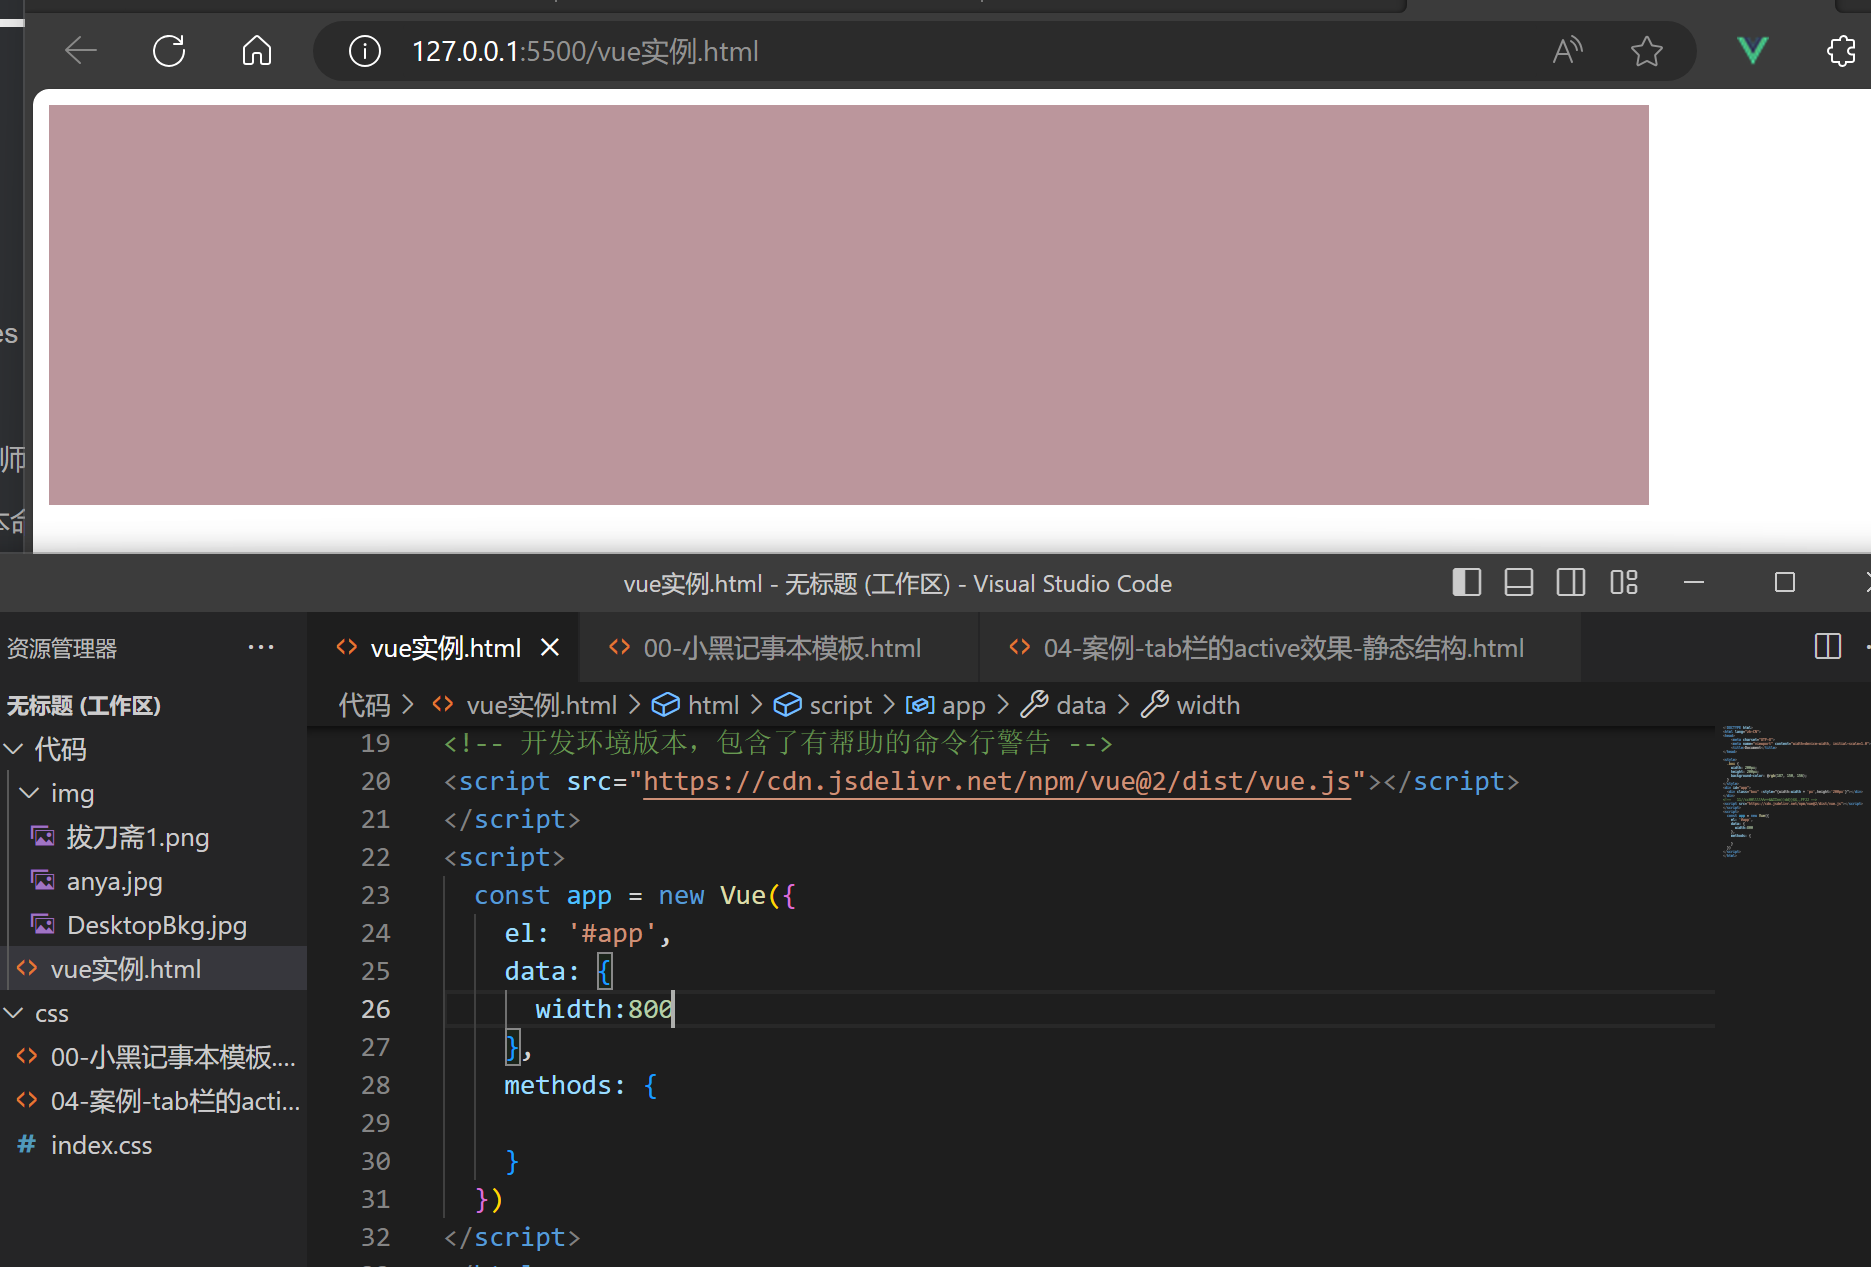 127.0.0.1:5500/vue实例.html
es
师
vue实例.html - 无标题 (工作区) - Visual Studio Code
资源管理器
vue实例.html
00-小黑记事本模板.html
04-案例-tab栏的active效果-静态结构.html
无标题 (工作区)
代码 > vue实例.html > html > script > app > data > width
代码
img
拔刀斋1.png
anya.jpg
DesktopBkg.jpg
vue实例.html
css
00-小黑记事本模板....
04-案例-tab栏的acti...
index.css
19 <!-- 开发环境版本，包含了有帮助的命令行警告 -->
20 <script src="https://cdn.jsdelivr.net/npm/vue@2/dist/vue.js"></script>
21 </script>
22 <script>
23 const app = new Vue({
24 el: '#app',
25 data: {
26 width:800
27 },
28 methods: {
29
30 }
31 })
32 </script>